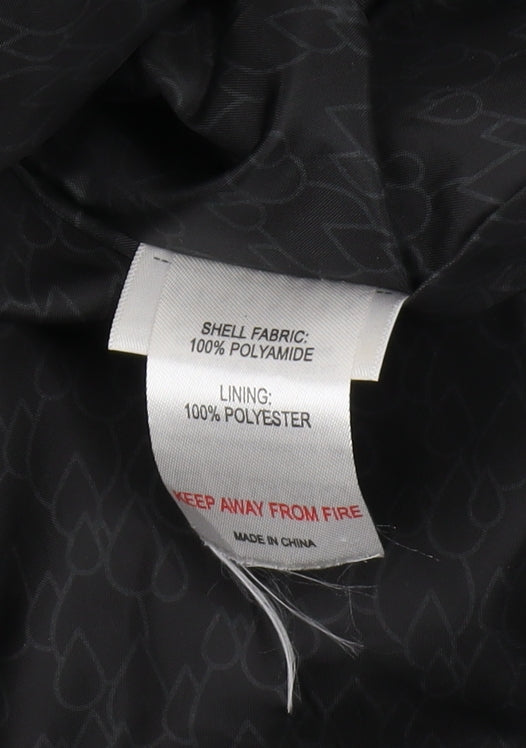 SHELL FABRIC:
100% POLYAMIDE
LINING:
100% POLYESTER
KEEP AWAY FROM FIRE
MADE IN CHINA